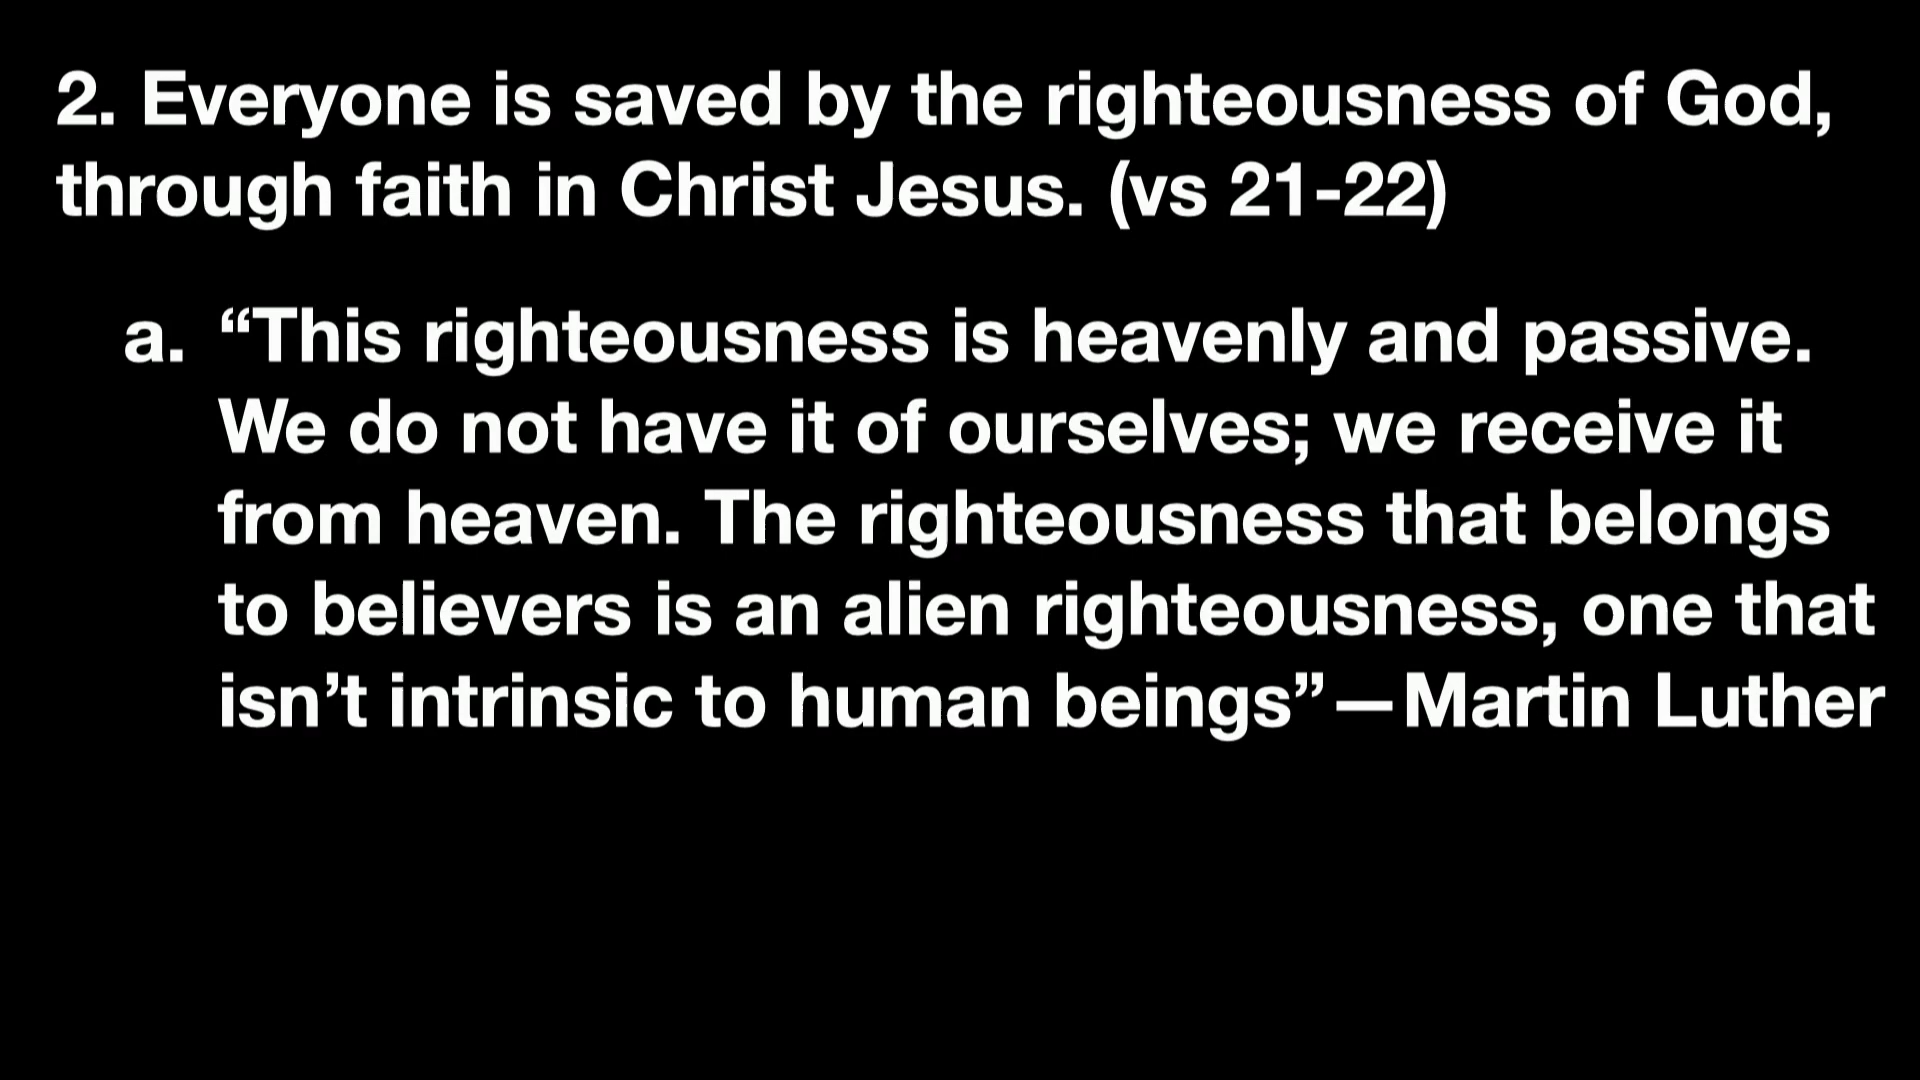 2. Everyone is saved by the righteousness of God,
through faith in Christ Jesus. (vs 21-22)
a. “This righteousness is heavenly and passive.
We do not have it of ourselves; we receive it
from heaven. The righteousness that belongs
to believers is an alien righteousness, one that
isn’t intrinsic to human beings”—Martin Luther